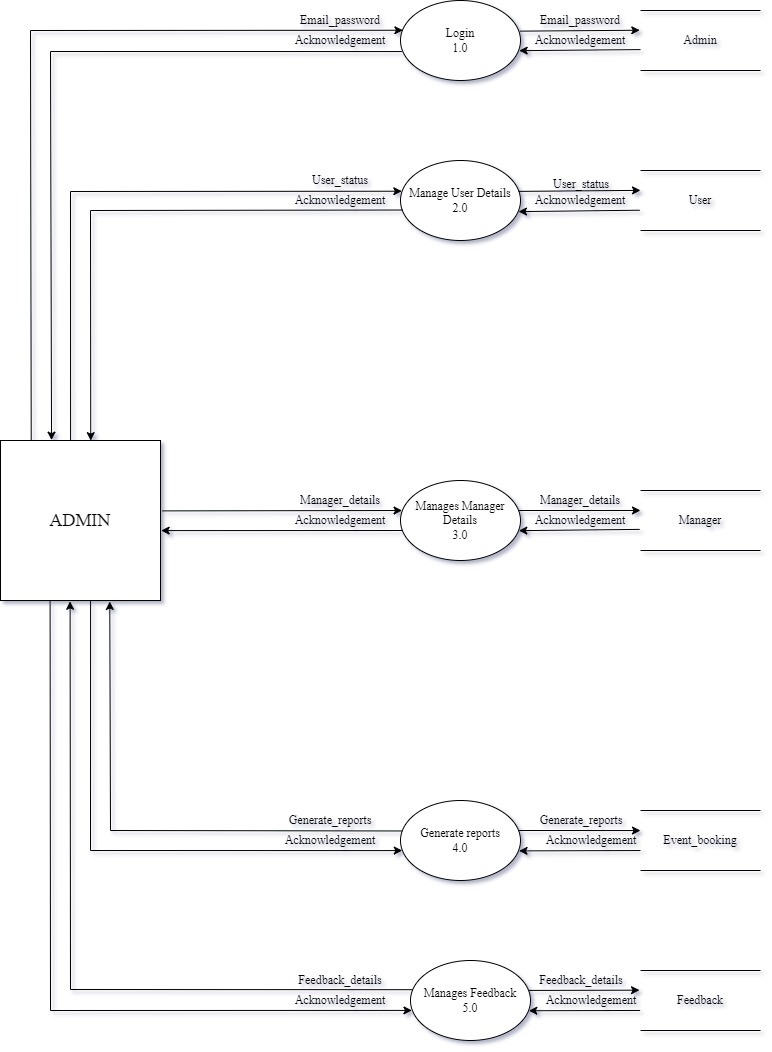 Email_password
Email_password
Login
1.0
Acknowledgement
Acknowledgement
Admin
User_status
User_status
Manage User Details
2.0
Acknowledgement
Acknowledgement
User
ADMIN
Manager_details
Manager_details
Manages Manager
Details
3.0
Acknowledgement
Acknowledgement
Manager
Generate_reports
Generate_reports
Generate reports
4.0
Acknowledgement
Acknowledgement
Event_booking
Feedback_details
Feedback_details
Manages Feedback
5.0
Acknowledgement
Acknowledgement
Feedback